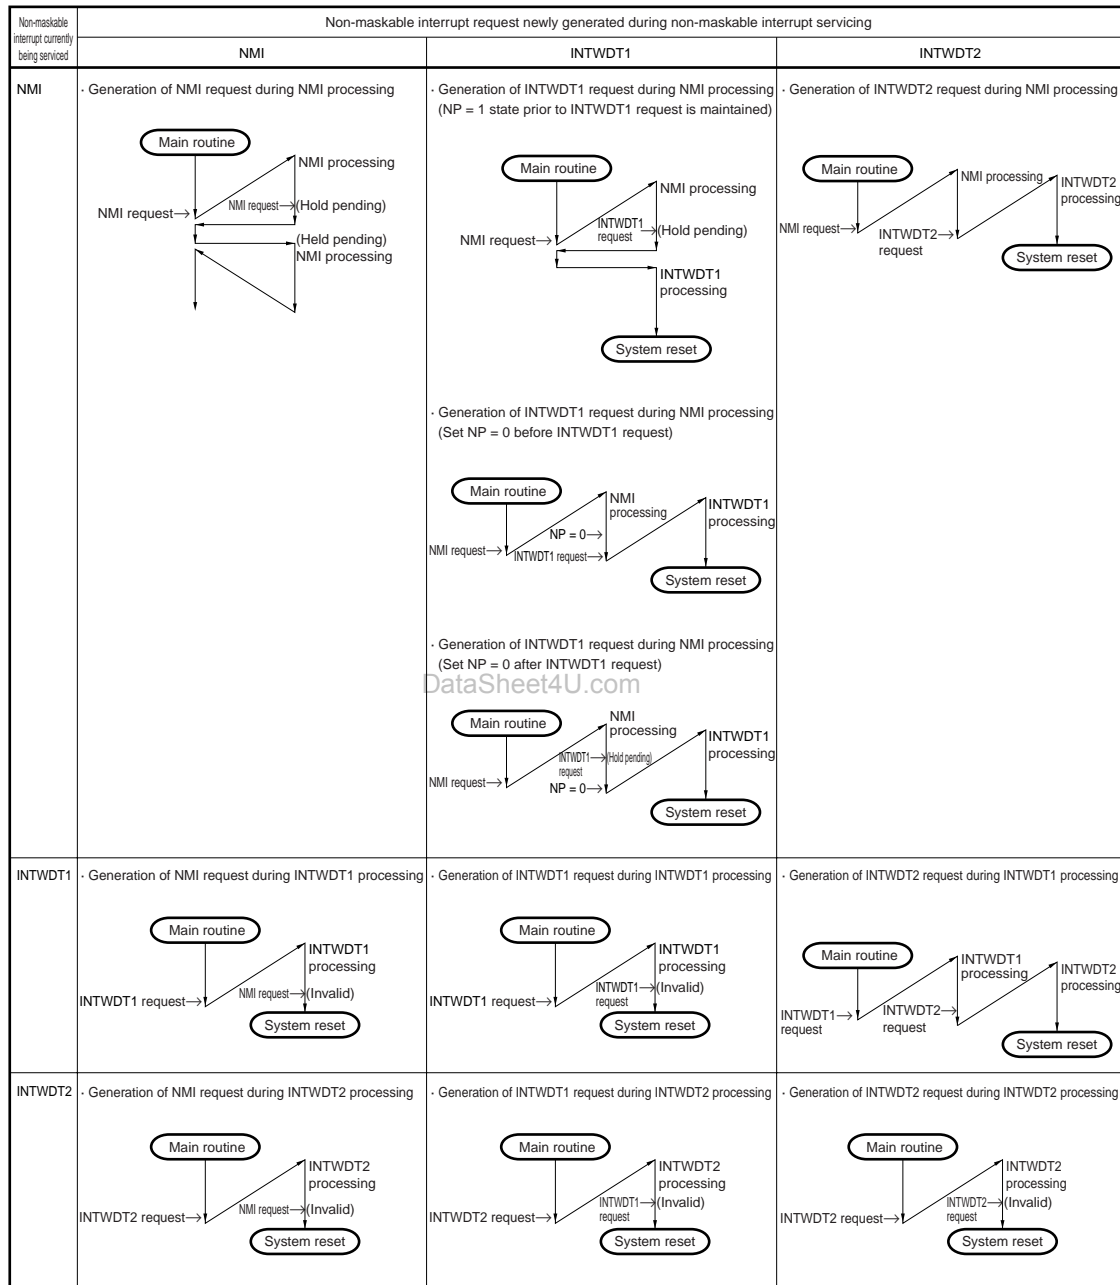 Non-maskable
interrupt currently
being serviced
Non-maskable interrupt request newly generated during non-maskable interrupt servicing
NMI
INTWDT1
INTWDT2
NMI
· Generation of NMI request during NMI processing
Main routine
NMI processing
NMI request→
NMI request→(Hold pending)
(Held pending)
NMI processing
· Generation of INTWDT1 request during NMI processing
(NP = 1 state prior to INTWDT1 request is maintained)
Main routine
NMI processing
NMI request→
INTWDT1
request →(Hold pending)
INTWDT1
processing
System reset
· Generation of INTWDT1 request during NMI processing
(Set NP = 0 before INTWDT1 request)
Main routine
NMI
processing
INTWDT1
processing
NP = 0→
NMI request→
INTWDT1 request→
System reset
· Generation of INTWDT1 request during NMI processing
(Set NP = 0 after INTWDT1 request)
DataSheet4U.com
Main routine
NMI
processing
INTWDT1
processing
INTWDT1→(Hold pending)
request
NMI request→
NP = 0→
System reset
· Generation of INTWDT2 request during NMI processing
Main routine
NMI processing
INTWDT2
processing
NMI request→
INTWDT2→
request
System reset
INTWDT1
· Generation of NMI request during INTWDT1 processing
Main routine
INTWDT1
processing
INTWDT1 request→
NMI request→(Invalid)
System reset
· Generation of INTWDT1 request during INTWDT1 processing
Main routine
INTWDT1
processing
INTWDT1 request→
INTWDT1→(Invalid)
request
System reset
· Generation of INTWDT2 request during INTWDT1 processing
Main routine
INTWDT1
processing
INTWDT2
processing
INTWDT1→
request
INTWDT2→
request
System reset
INTWDT2
· Generation of NMI request during INTWDT2 processing
Main routine
INTWDT2
processing
INTWDT2 request→
NMI request→(Invalid)
System reset
· Generation of INTWDT1 request during INTWDT2 processing
Main routine
INTWDT2
processing
INTWDT2 request→
INTWDT1→(Invalid)
request
System reset
· Generation of INTWDT2 request during INTWDT2 processing
Main routine
INTWDT2
processing
INTWDT2 request→
INTWDT2→(Invalid)
request
System reset